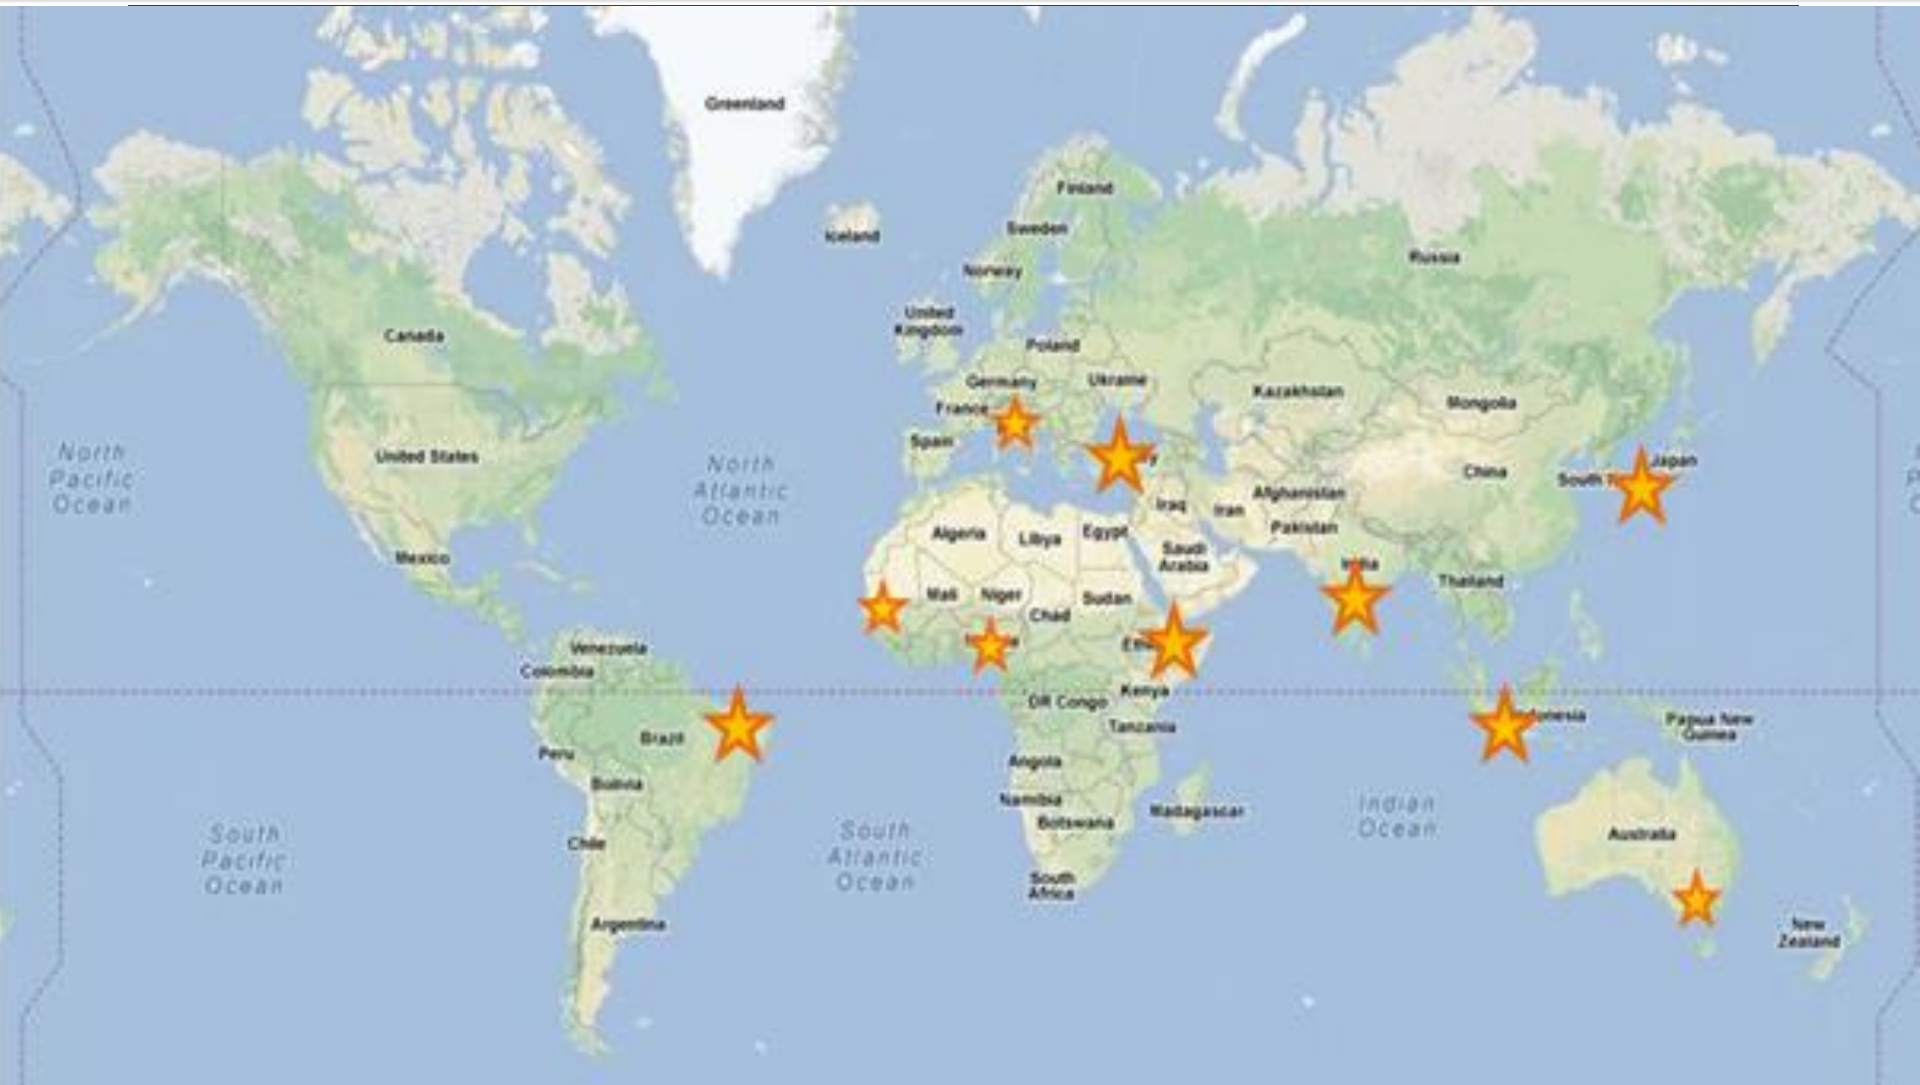 Greenland
Finland
Iceland
Sweden
Russia
Norway
United
Kingdom
Canada
Poland
Germany
Ukraine
Kazakhstan
France
Mongolia
Spain
North
Pacific
Ocean
United States
North
Atlantic
Ocean
Japan
China
South
Afghanistan
Iraq
Iran
Pakistan
Algeria
Libya
Egypt
Saudi
Arabia
Mexico
India
Thailand
Mali
Niger
Sudan
Chad
Venezuela
Colombia
Kenya
DR Congo
Tanzania
Brazil
Peru
Papua New
Guinea
Angola
Bolivia
Namibia
Madagascar
Botswana
Indian
Ocean
South
Pacific
Ocean
Chile
South
Atlantic
Ocean
Australia
South
Africa
Argentina
New
Zealand